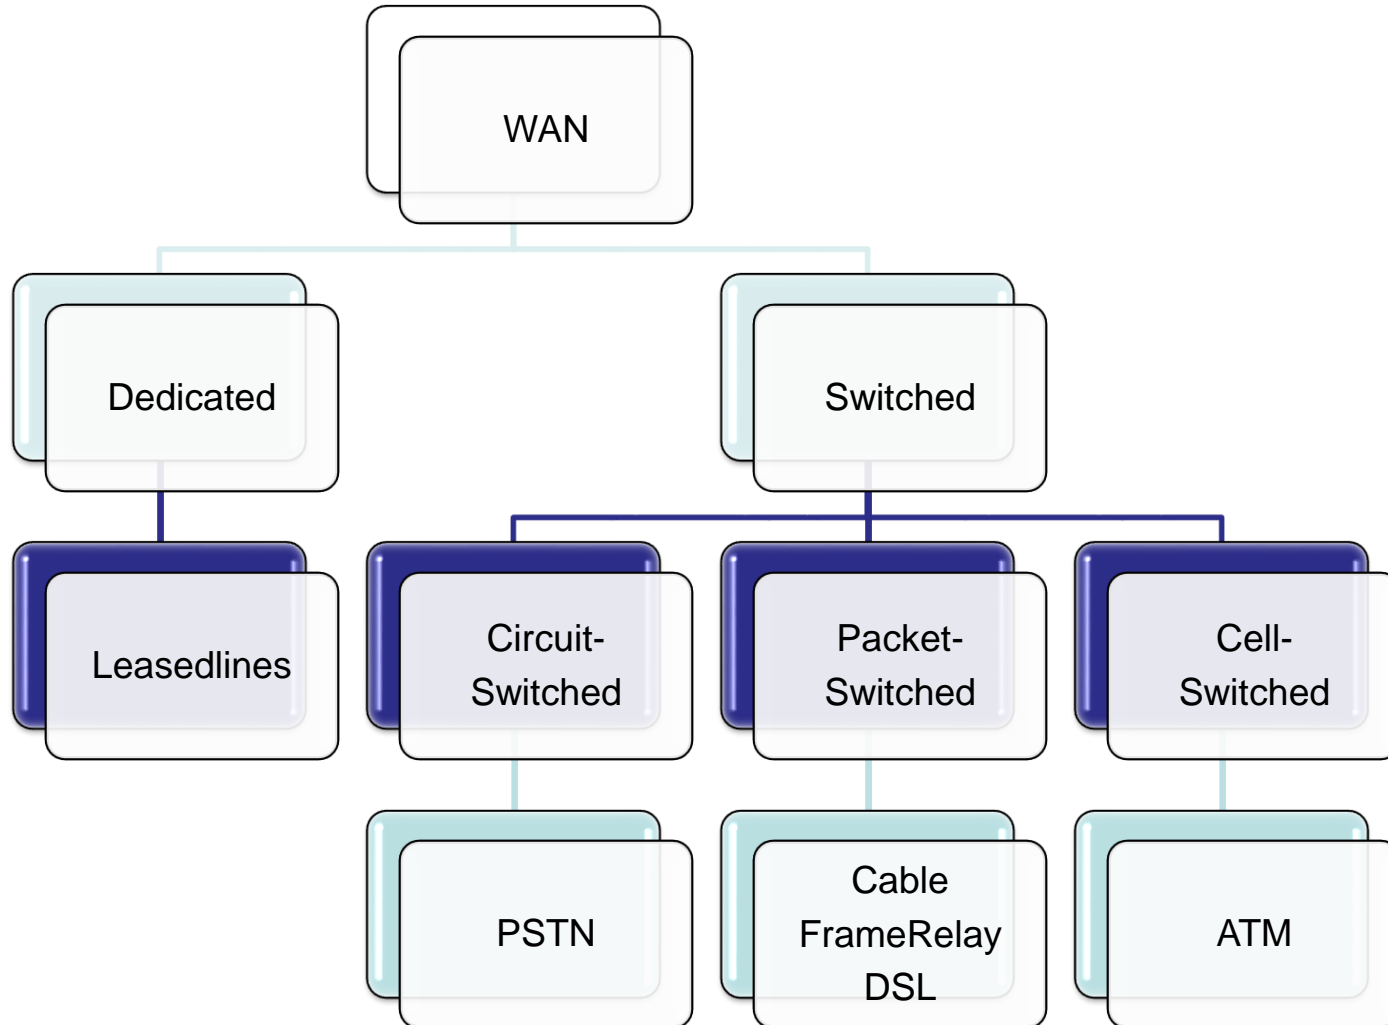 WAN
Dedicated
Switched
Leasedlines
Circuit-
Switched
Packet-
Switched
Cell-
Switched
PSTN
Cable
FrameRelay
DSL
ATM